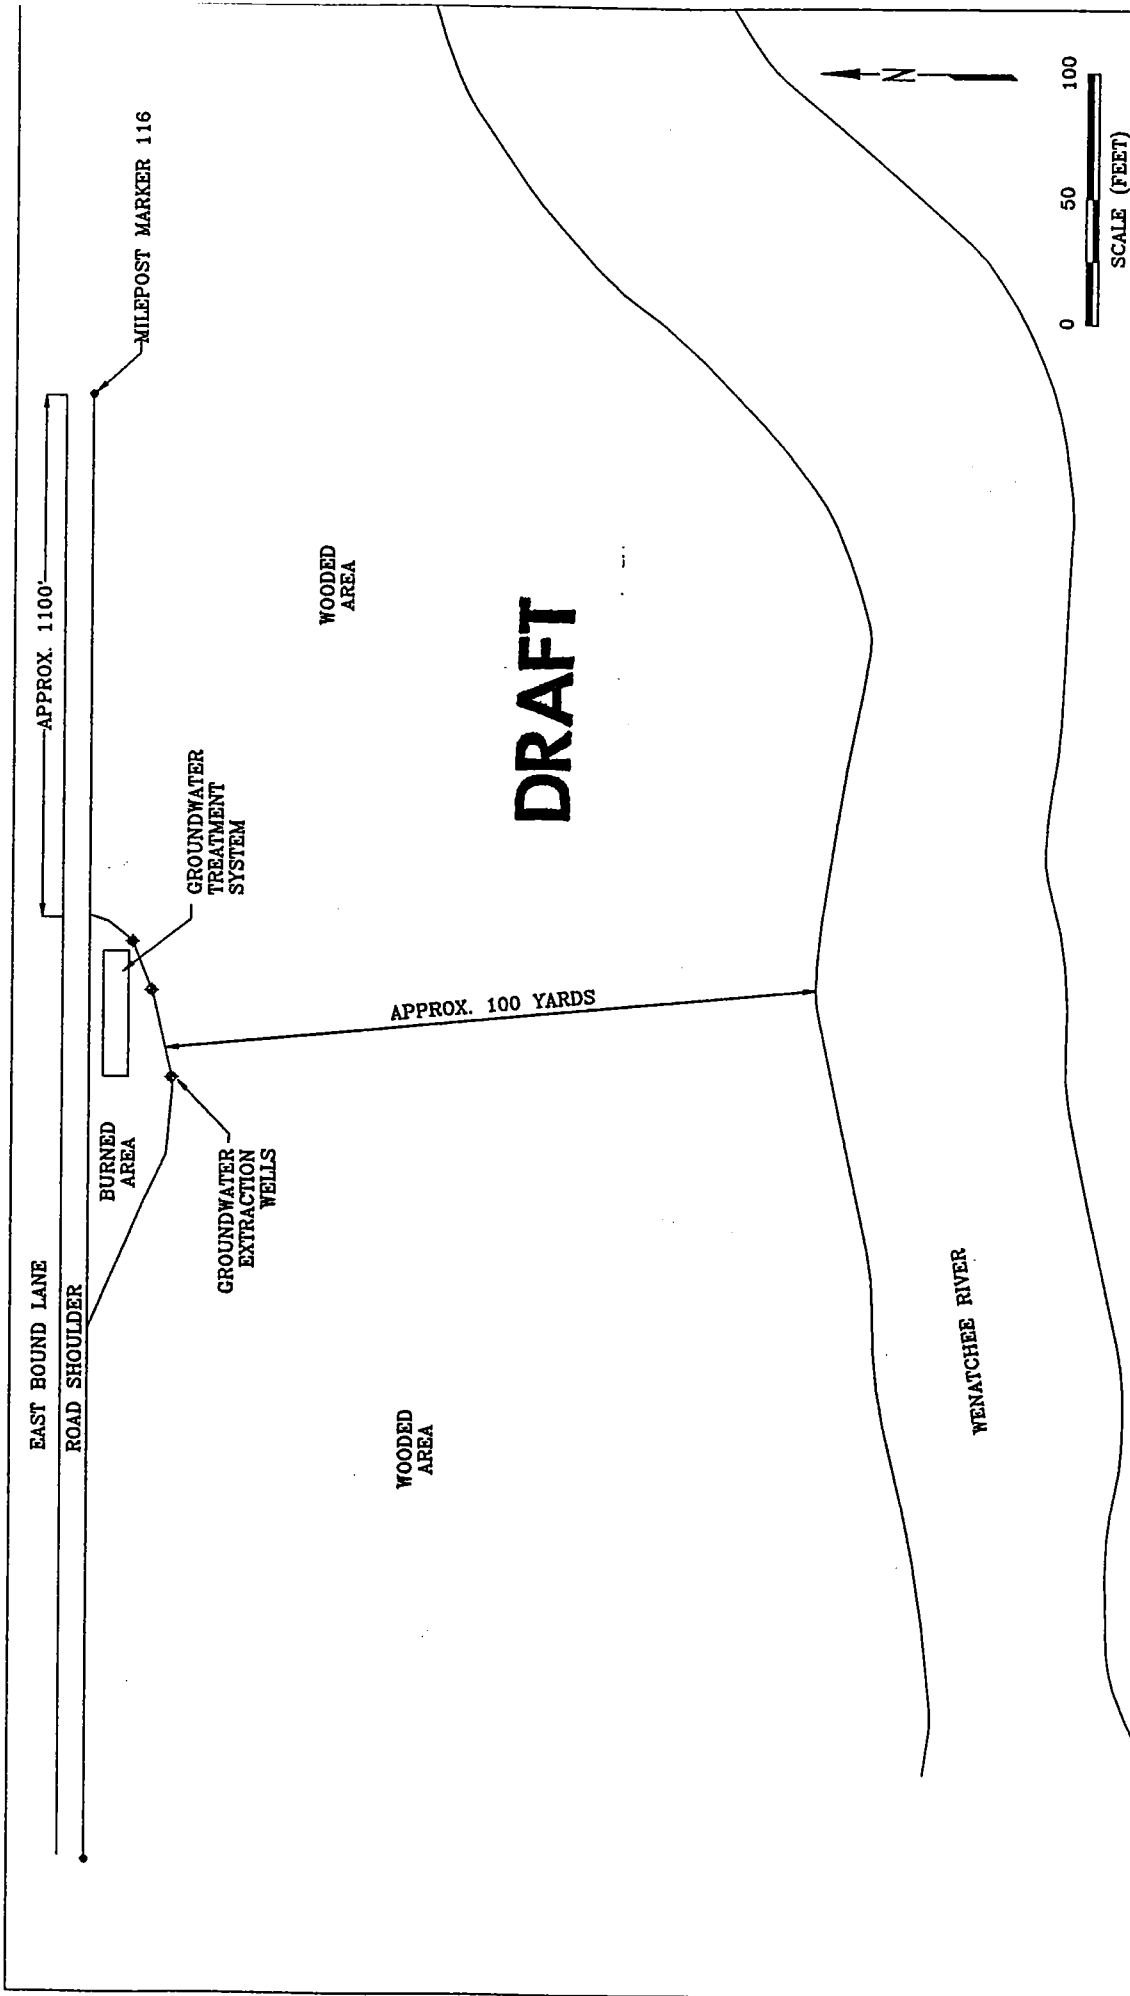 EAST BOUND LANE
ROAD SHOULDER
APPROX. 1100'
MILEPOST MARKER 116
BURNED
AREA
GROUNDWATER
TREATMENT
SYSTEM
GROUNDWATER
EXTRACTION
WELLS
WOODED
AREA
WOODED
AREA
APPROX. 100 YARDS
DRAFT
WENATCHEE RIVER
N
0 50 100
SCALE (FEET)